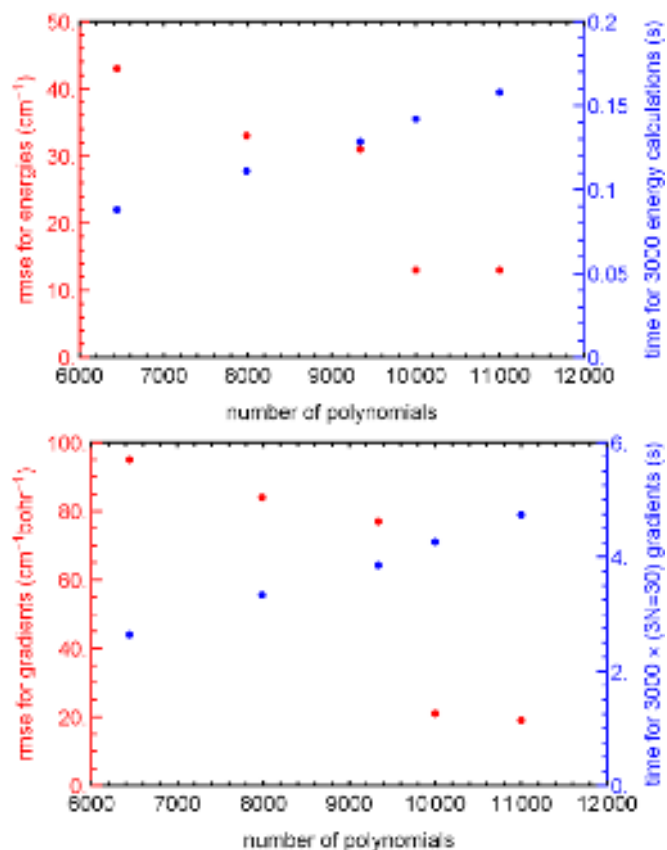 50.
40.
30.
20.
10.
0.
rmse for energies (cm⁻¹)
0.2
0.15
0.1
0.05
0.
time for 3000 energy calculations (s)
6000 7000 8000 9000 10000 11000 12000
number of polynomials
100
80
60
40
20
0
rmse for gradients (cm⁻¹bohr⁻¹)
6.
4.
2.
0.
time for 3000 × (3N=30) gradients (s)
6000 7000 8000 9000 10000 11000 12000
number of polynomials